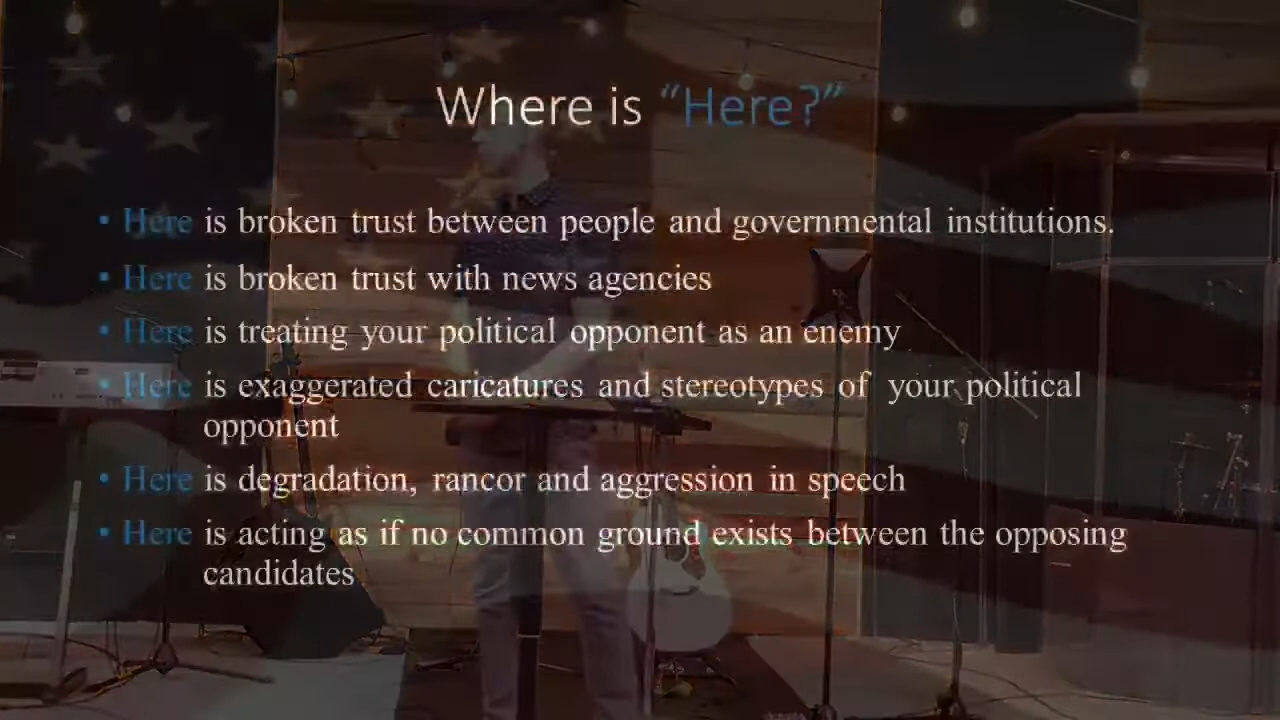 Where is “Here?”
• Here is broken trust between people and governmental institutions.
• Here is broken trust with news agencies
• Here is treating your political opponent as an enemy
• Here is exaggerated caricatures and stereotypes of your political
opponent
• Here is degradation, rancor and aggression in speech
• Here is acting as if no common ground exists between the opposing
candidates